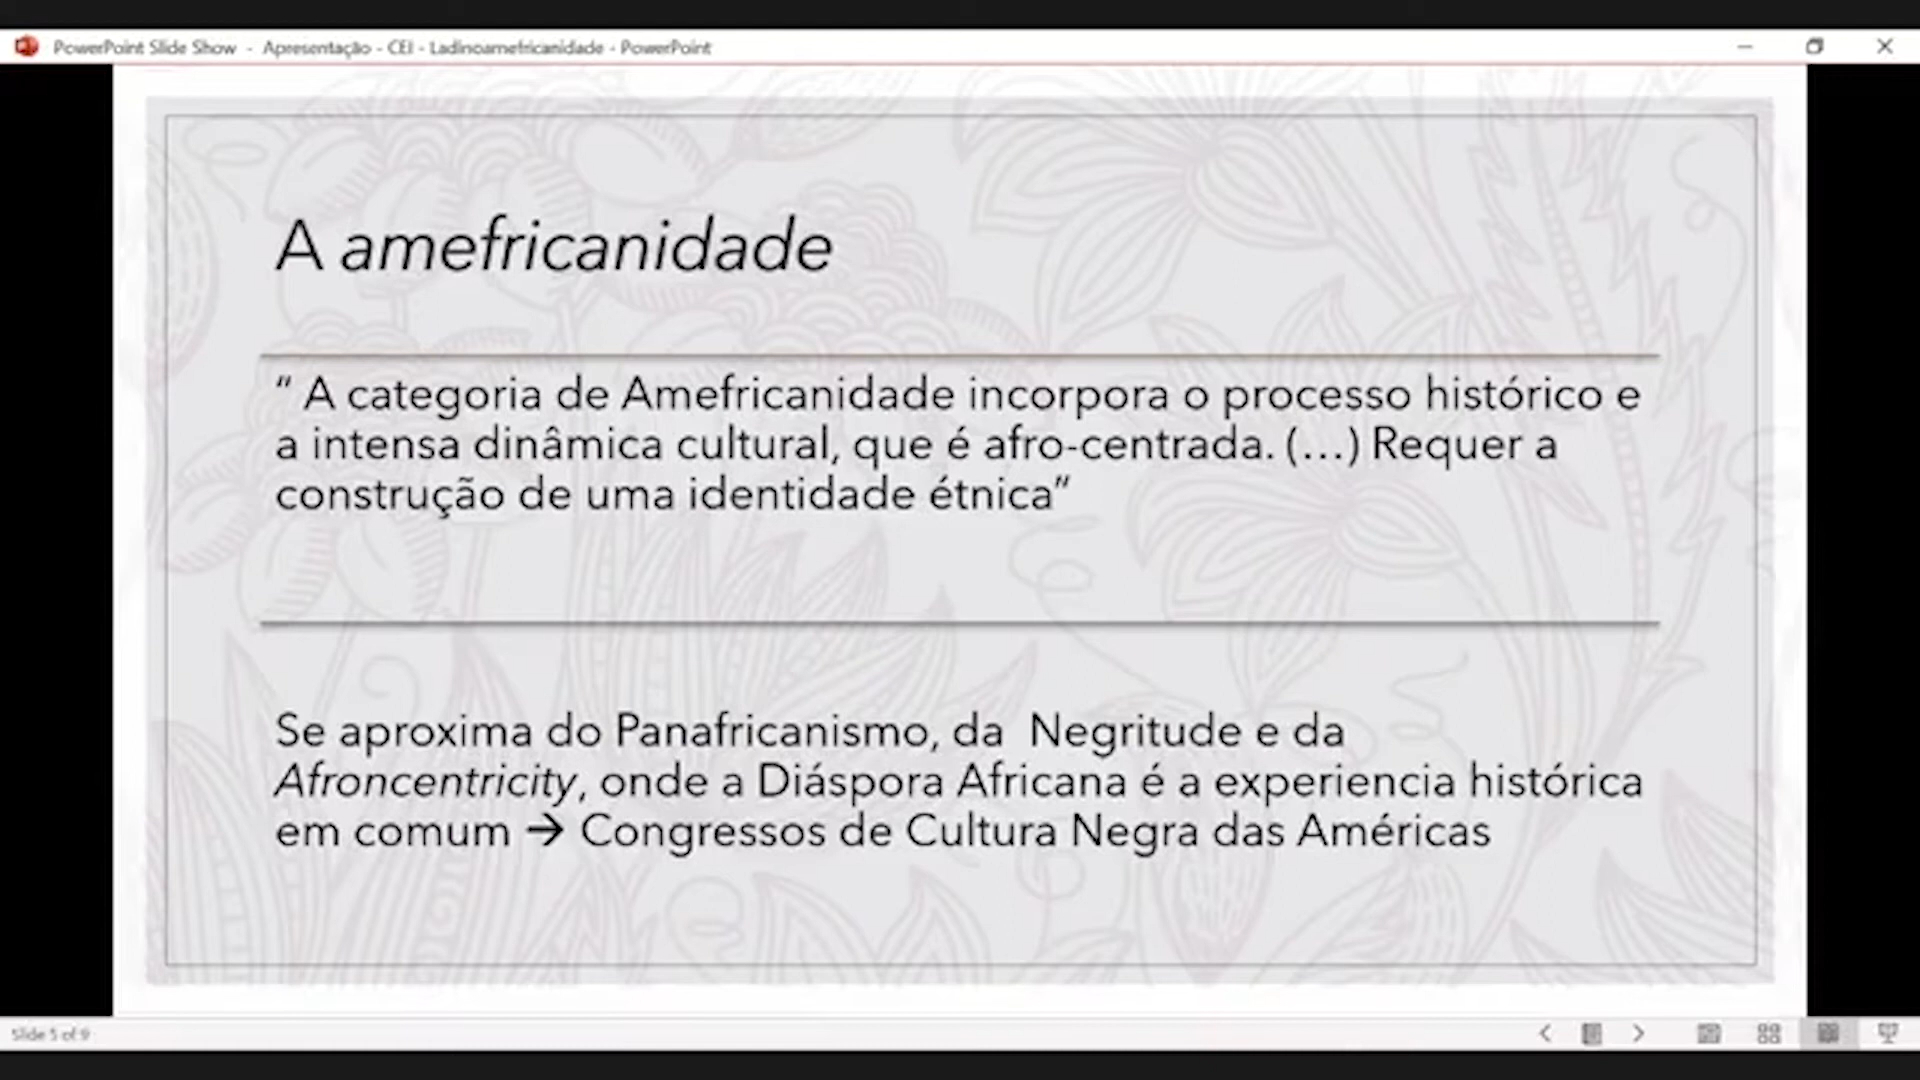 PowerPoint Slide Show - Apresentação - CEI - Ladinoamefricanidade - PowerPoint
A amefricanidade
“ A categoria de Amefricanidade incorpora o processo histórico e
a intensa dinâmica cultural, que é afro-centrada. (...) Requer a
construção de uma identidade étnica”
Se aproxima do Panafricanismo, da  Negritude e da
Afroncentricity, onde a Diáspora Africana é a experiencia histórica
em comum → Congressos de Cultura Negra das Américas
Slide 5 of 9